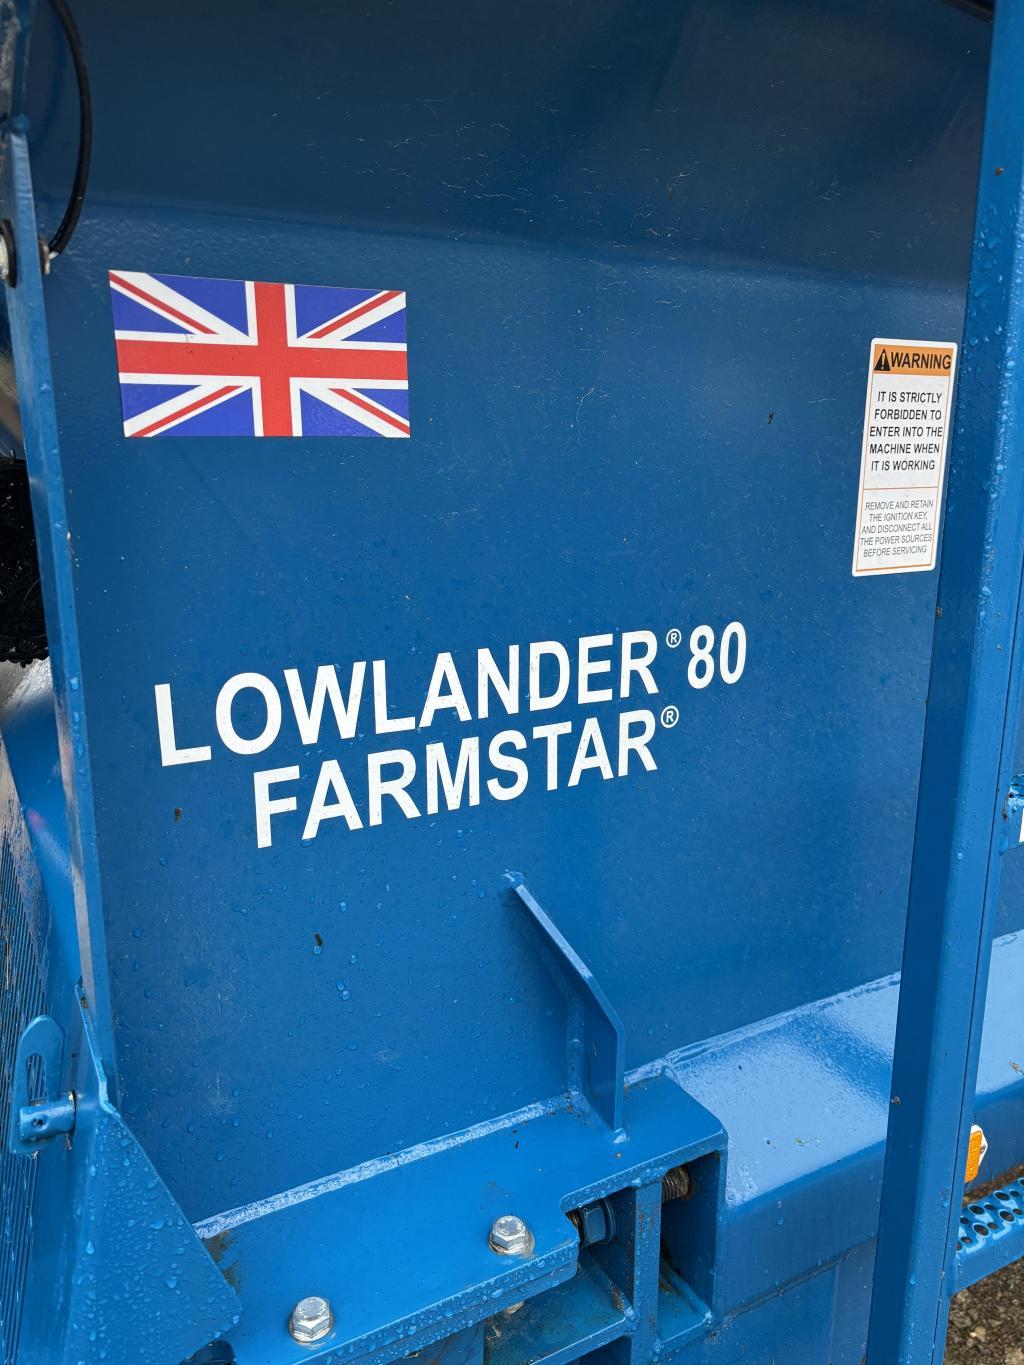 WARNING
IT IS STRICTLY
FORBIDDEN TO
ENTER INTO THE
MACHINE WHEN
IT IS WORKING
REMOVE AND RETAIN
THE IGNITION KEY,
AND DISCONNECT ALL
THE POWER SOURCES
BEFORE SERVICING
LOWLANDER® 80
FARMSTAR®